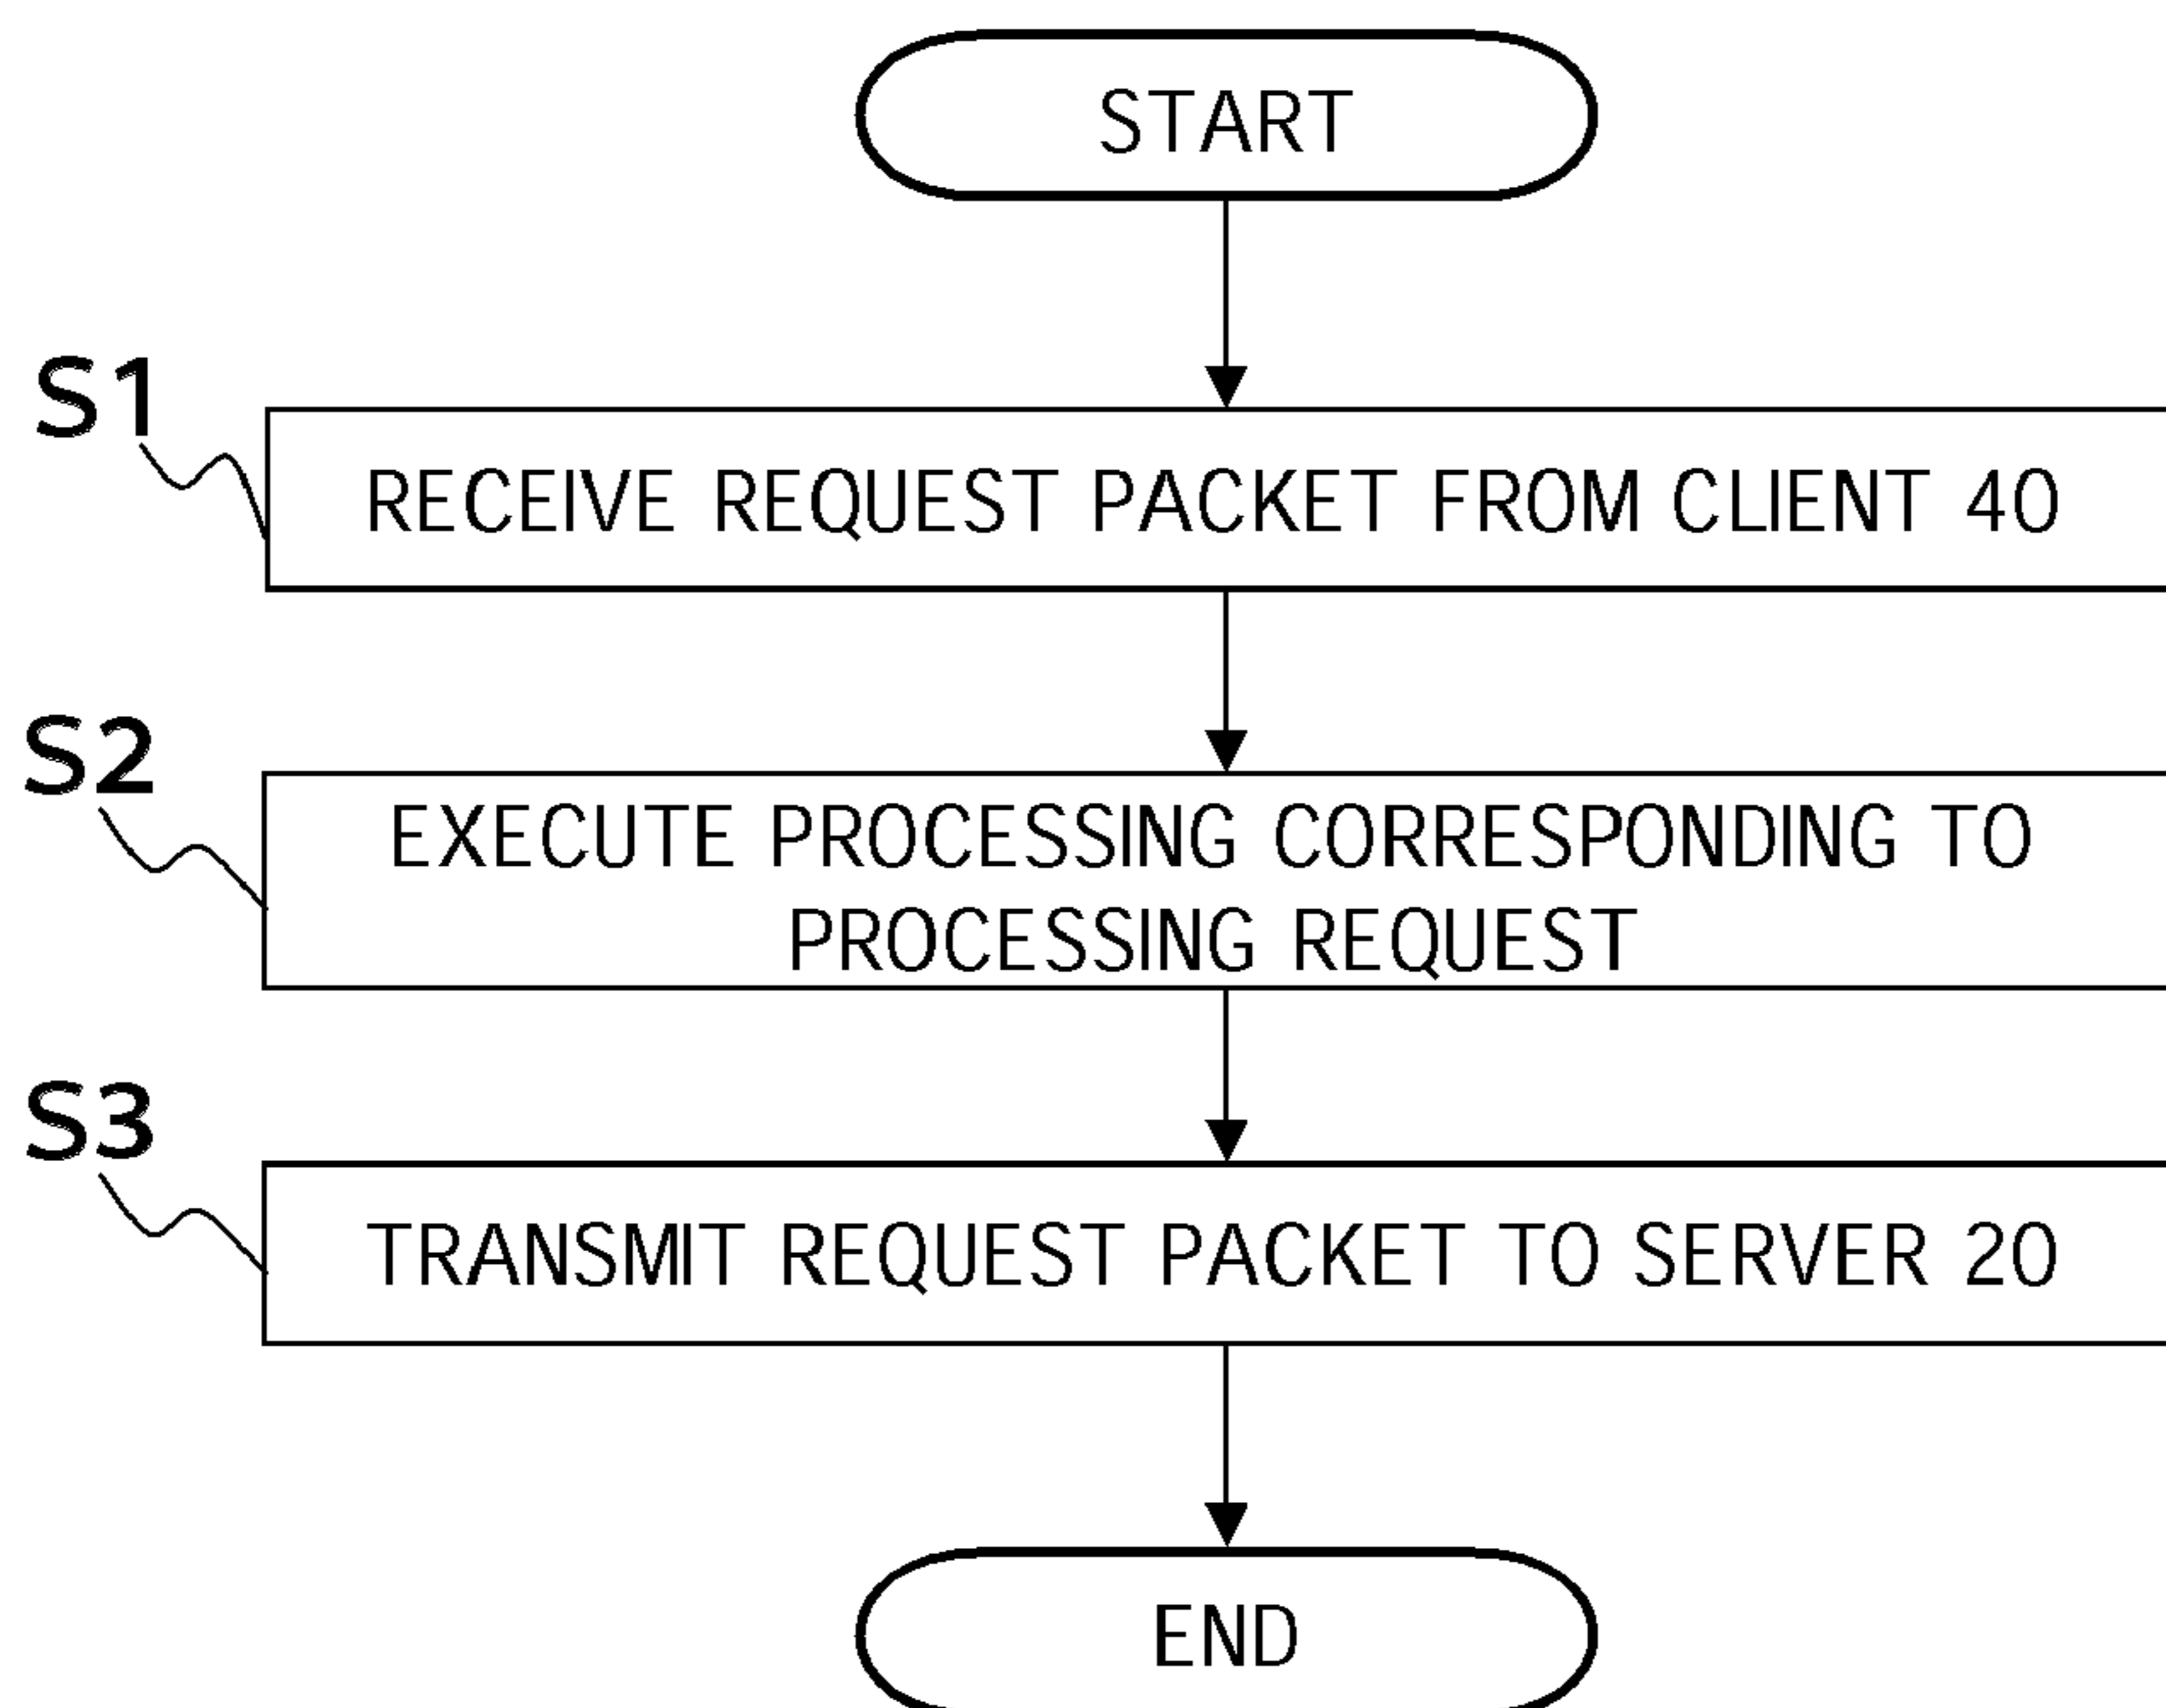 START
S1
RECEIVE REQUEST PACKET FROM CLIENT 40
S2
EXECUTE PROCESSING CORRESPONDING TO
PROCESSING REQUEST
S3
TRANSMIT REQUEST PACKET TO SERVER 20
END